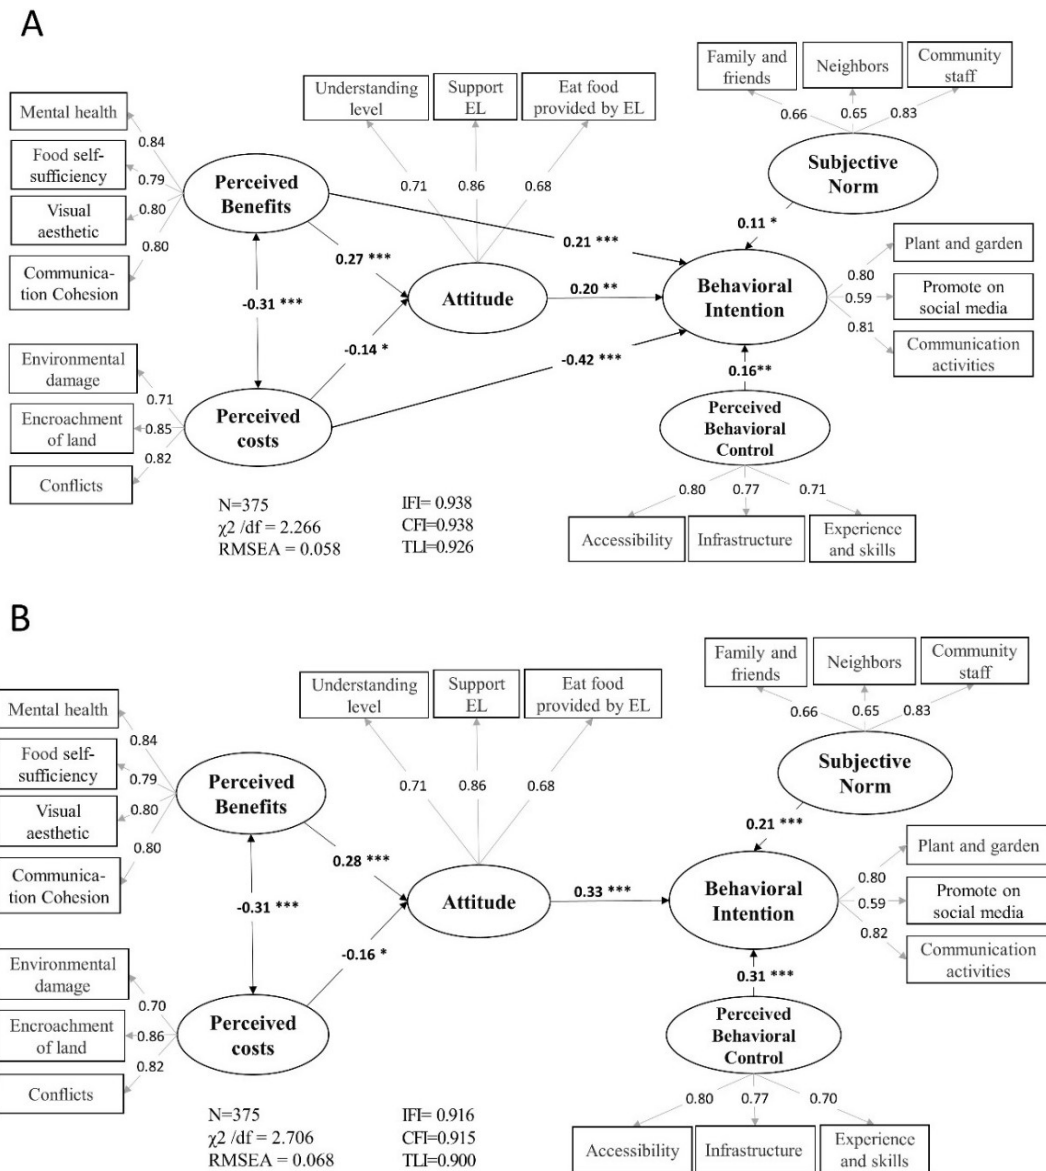 A
Family and
friends
Neighbors
Community
staff
Understanding
level
Support
EL
Eat food
provided by EL
0.66
0.65
0.83
Mental health
Food self-
sufficiency
Visual
aesthetic
Communica-
tion Cohesion
0.84
0.79
0.80
0.80
Perceived
Benefits
0.71
0.86
0.68
Subjective
Norm
0.11 *
0.21 ***
0.27 ***
-0.31 ***
Attitude
0.20 **
Behavioral
Intention
0.80
0.59
0.81
Plant and garden
Promote on
social media
Communication
activities
-0.14 *
-0.42 ***
0.16**
Environmental
damage
Encroachment
of land
Conflicts
0.71
0.85
0.82
Perceived
costs
Perceived
Behavioral
Control
0.80
0.77
0.71
Accessibility
Infrastructure
Experience
and skills
N=375
χ2 /df = 2.266
RMSEA = 0.058
IFI= 0.938
CFI=0.938
TLI=0.926
B
Family and
friends
Neighbors
Community
staff
Understanding
level
Support
EL
Eat food
provided by EL
0.66
0.65
0.83
Mental health
Food self-
sufficiency
Visual
aesthetic
Communica-
tion Cohesion
0.84
0.79
0.80
0.80
Perceived
Benefits
0.71
0.86
0.68
Subjective
Norm
0.21 ***
0.28 ***
-0.31 ***
Attitude
0.33 ***
Behavioral
Intention
0.80
0.59
0.82
Plant and garden
Promote on
social media
Communication
activities
-0.16 *
0.31 ***
Environmental
damage
Encroachment
of land
Conflicts
0.70
0.86
0.82
Perceived
costs
Perceived
Behavioral
Control
0.80
0.77
0.70
Accessibility
Infrastructure
Experience
and skills
N=375
χ2 /df = 2.706
RMSEA = 0.068
IFI= 0.916
CFI=0.915
TLI=0.900